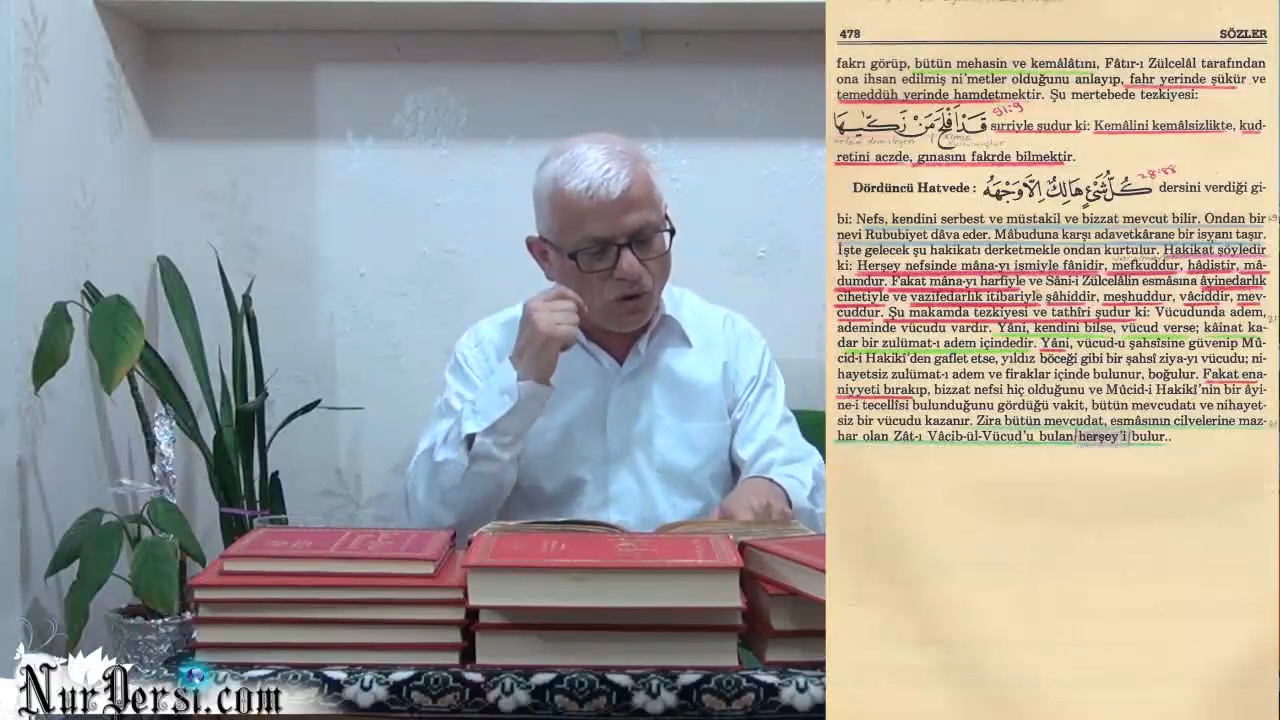 478 SÖZLER
fakrı görüp, bütün mehasin ve kemâlâtını, Fâtır-ı Zülcelâl tarafından
ona ihsan edilmiş ni'metler olduğunu anlayıp, fahr yerinde şükür ve
temeddüh yerinde hamdetmektir. Şu mertebede tezkiyesi:
91:9
قَدْ اَفْلَحَ مَنْ زَكّٰيهَا sırriyle şudur ki: Kemâlini kemâlsizlikte, kud-
retini aczde, gınasını fakrde bilmektir.
28:88
Dördüncü Hatvede : كُلُّ شَيْءٍ هَالِكٌ اِلَّا وَجْهَهُ dersini verdiği gi-
bi: Nefs, kendini serbest ve müstakil ve bizzat mevcut bilir. Ondan bir
nevi Rububiyet dâva eder. Mâbuduna karşı adavetkârane bir isyanı taşır.
İşte gelecek şu hakikatı derketmekle ondan kurtulur. Hakikat şöyledir
ki: Herşey nefsinde mâna-yı ismiyle fânidir, mefkuddur, hâdistir, mâ-
dumdur. Fakat mâna-yı harfiyle ve Sâni-i Zülcelâlin esmâsına âyinedarlık
cihetiyle ve vazifedarlık itibariyle şâhiddir, meşhuddur, vâciddir, mev-
cuddur. Şu makamda tezkiyesi ve tathîri şudur ki: Vücudunda adem,
ademinde vücudu vardır. Yâni, kendini bilse, vücud verse; kâinat ka-
dar bir zulümat-ı adem içindedir. Yâni, vücud-u şahsîsine güvenip Mû-
cid-i Hakikî'den gaflet etse, yıldız böceği gibi bir şahsî ziya-yı vücudu; ni-
hayetsiz zulümat-ı adem ve firaklar içinde bulunur, boğulur. Fakat ena-
niyyeti bırakıp, bizzat nefsi hiç olduğunu ve Mûcid-i Hakikî'nin bir âyi-
ne-i tecellîsi bulunduğunu gördüğü vakit, bütün mevcudatı ve nihayet-
siz bir vücudu kazanır. Zira bütün mevcudat, esmâsının cilvelerine maz-
har olan Zât-ı Vâcib-ül-Vücud'u bulan herşey'i bulur..
NurDersi.com